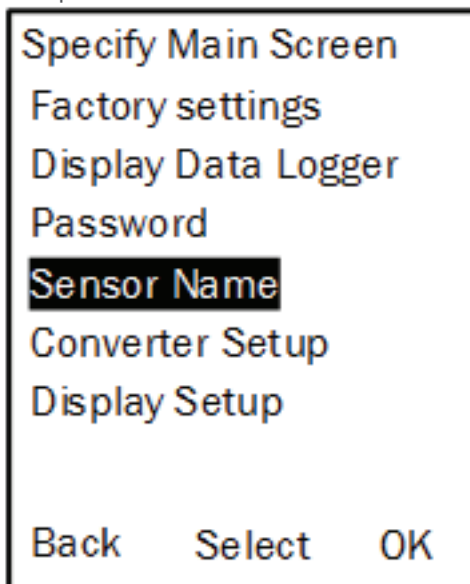 Specify Main Screen
Factory settings
Display Data Logger
Password
Sensor Name
Converter Setup
Display Setup
Back Select OK